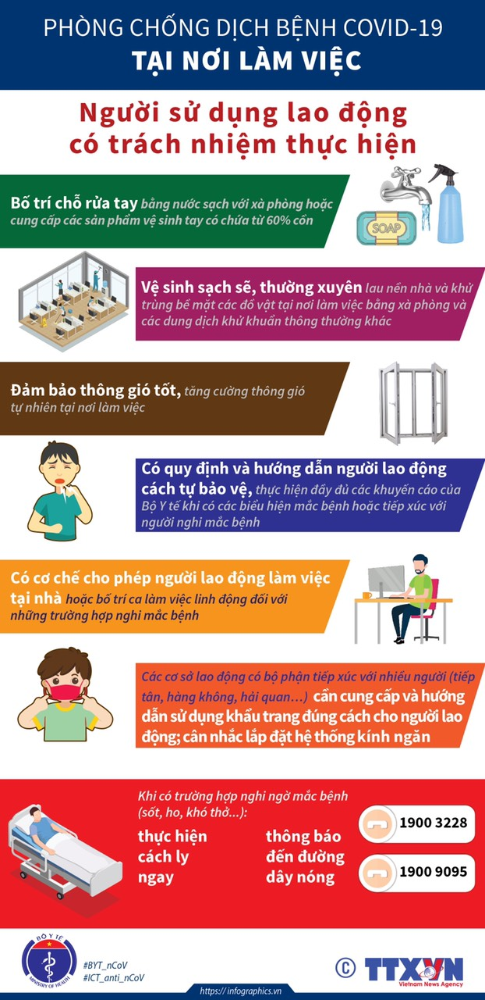 PHÒNG CHỐNG DỊCH BỆNH COVID-19
TẠI NƠI LÀM VIỆC
Người sử dụng lao động
có trách nhiệm thực hiện
Bố trí chỗ rửa tay bằng nước sạch với xà phòng hoặc
cung cấp các sản phẩm vệ sinh tay có chứa từ 60% cồn
SOAP
Vệ sinh sạch sẽ, thường xuyên lau nền nhà và khử
trùng bề mặt các đồ vật tại nơi làm việc bằng xà phòng và
các dung dịch khử khuẩn thông thường khác
Đảm bảo thông gió tốt, tăng cường thông gió
tự nhiên tại nơi làm việc
Có quy định và hướng dẫn người lao động
cách tự bảo vệ, thực hiện đầy đủ các khuyến cáo của
Bộ Y tế khi có các biểu hiện mắc bệnh hoặc tiếp xúc với
người nghi mắc bệnh
Có cơ chế cho phép người lao động làm việc
tại nhà hoặc bố trí ca làm việc linh động đối với
những trường hợp nghi mắc bệnh
Các cơ sở lao động có bộ phận tiếp xúc với nhiều người (tiếp
tân, hàng không, hải quan...) cần cung cấp và hướng
dẫn sử dụng khẩu trang đúng cách cho người lao
động; cân nhắc lắp đặt hệ thống kính ngăn
Khi có trường hợp nghi ngờ mắc bệnh
(sốt, ho, khó thở...):
thực hiện
cách ly
ngay
thông báo
đến đường
dây nóng
1900 3228
1900 9095
BỘ Y TẾ
MINISTRY OF HEALTH
#BYT_nCoV
#ICT_anti_nCoV
© TTXVN
Vietnam News Agency
https://infographics.vn